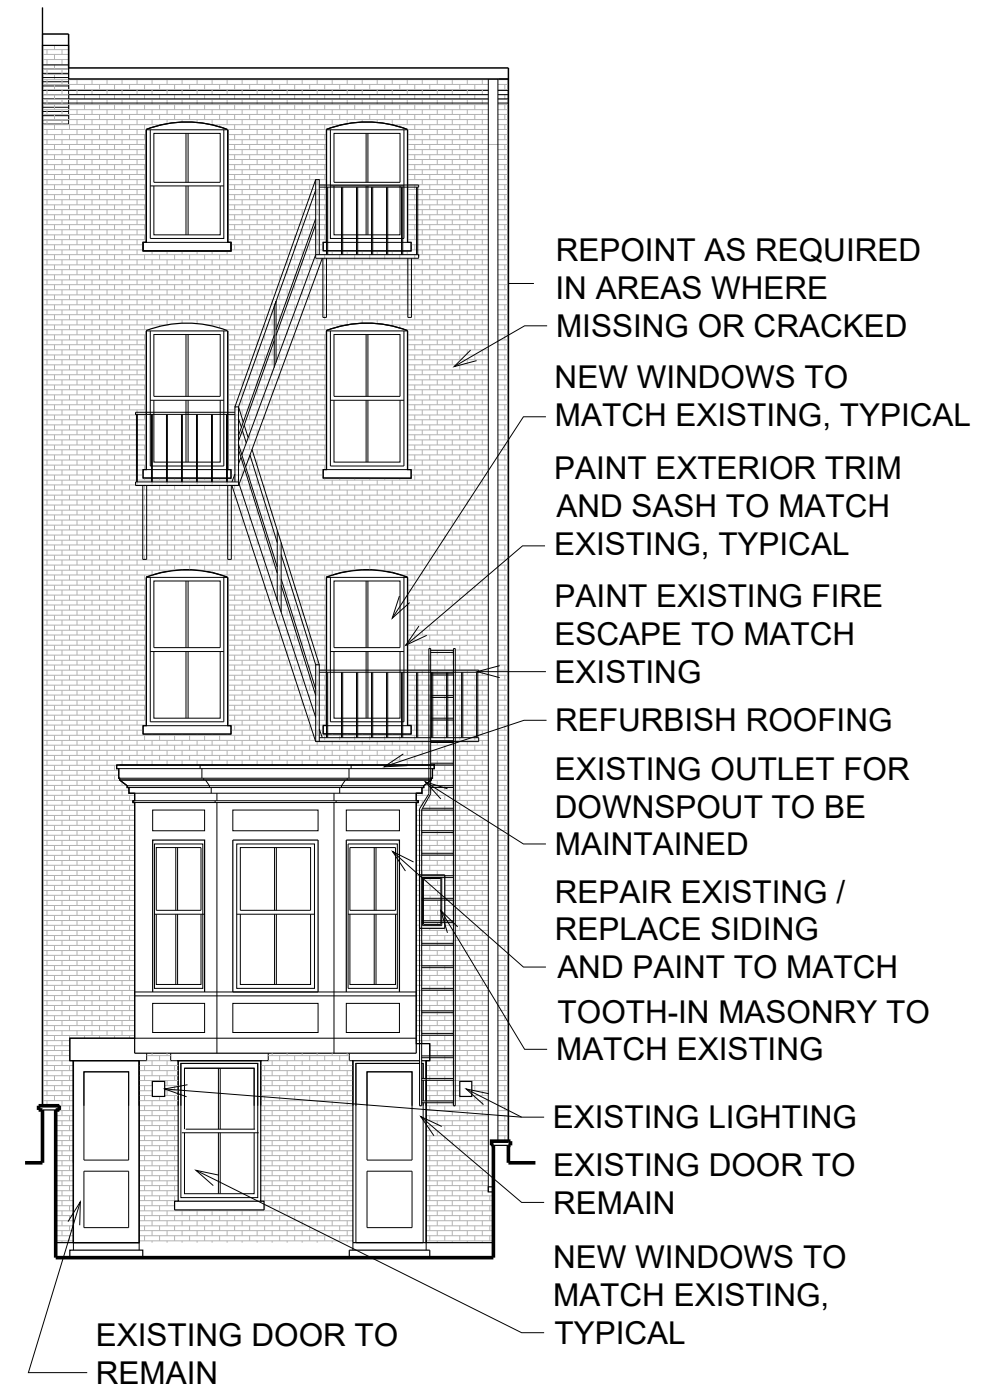 REPOINT AS REQUIRED
IN AREAS WHERE
MISSING OR CRACKED
NEW WINDOWS TO
MATCH EXISTING, TYPICAL
PAINT EXTERIOR TRIM
AND SASH TO MATCH
EXISTING, TYPICAL
PAINT EXISTING FIRE
ESCAPE TO MATCH
EXISTING
REFURBISH ROOFING
EXISTING OUTLET FOR
DOWNSPOUT TO BE
MAINTAINED
REPAIR EXISTING /
REPLACE SIDING
AND PAINT TO MATCH
TOOTH-IN MASONRY TO
MATCH EXISTING
EXISTING LIGHTING
EXISTING DOOR TO
REMAIN
NEW WINDOWS TO
MATCH EXISTING,
TYPICAL
EXISTING DOOR TO
REMAIN